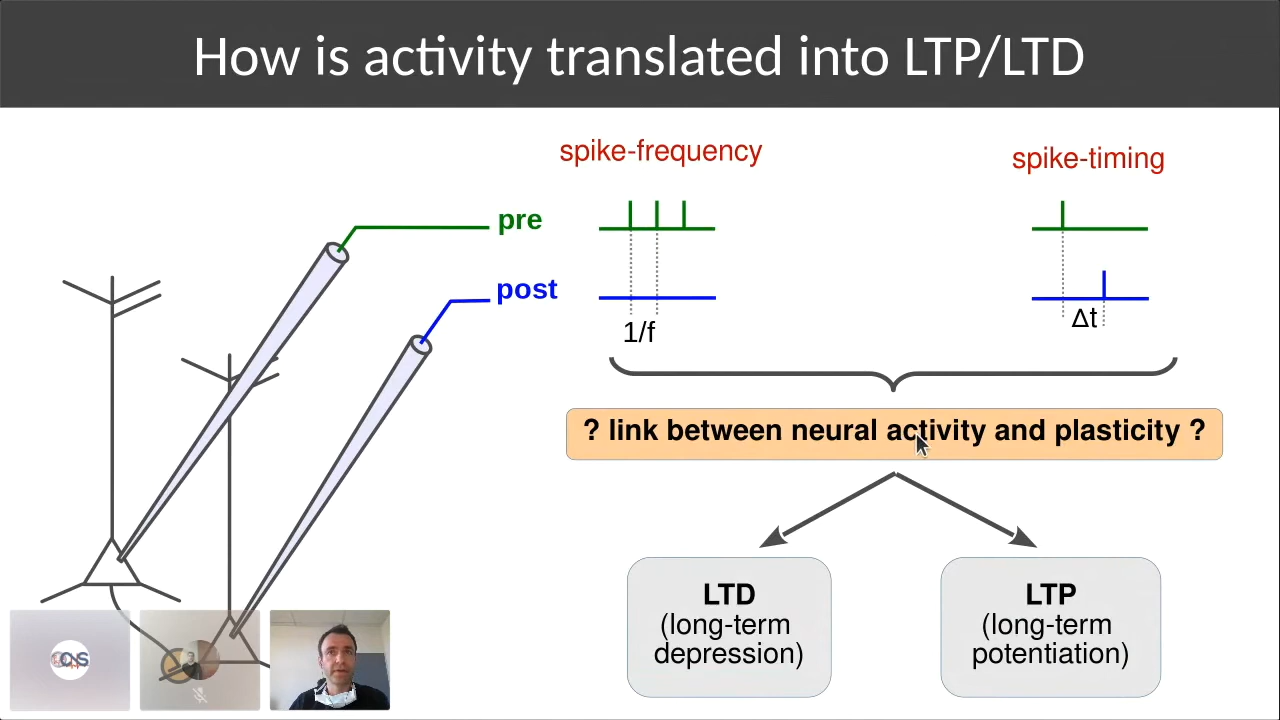 How is activity translated into LTP/LTD
spike-frequency
spike-timing
pre
post
1/f
Δt
? link between neural activity and plasticity ?
LTD
(long-term
depression)
LTP
(long-term
potentiation)